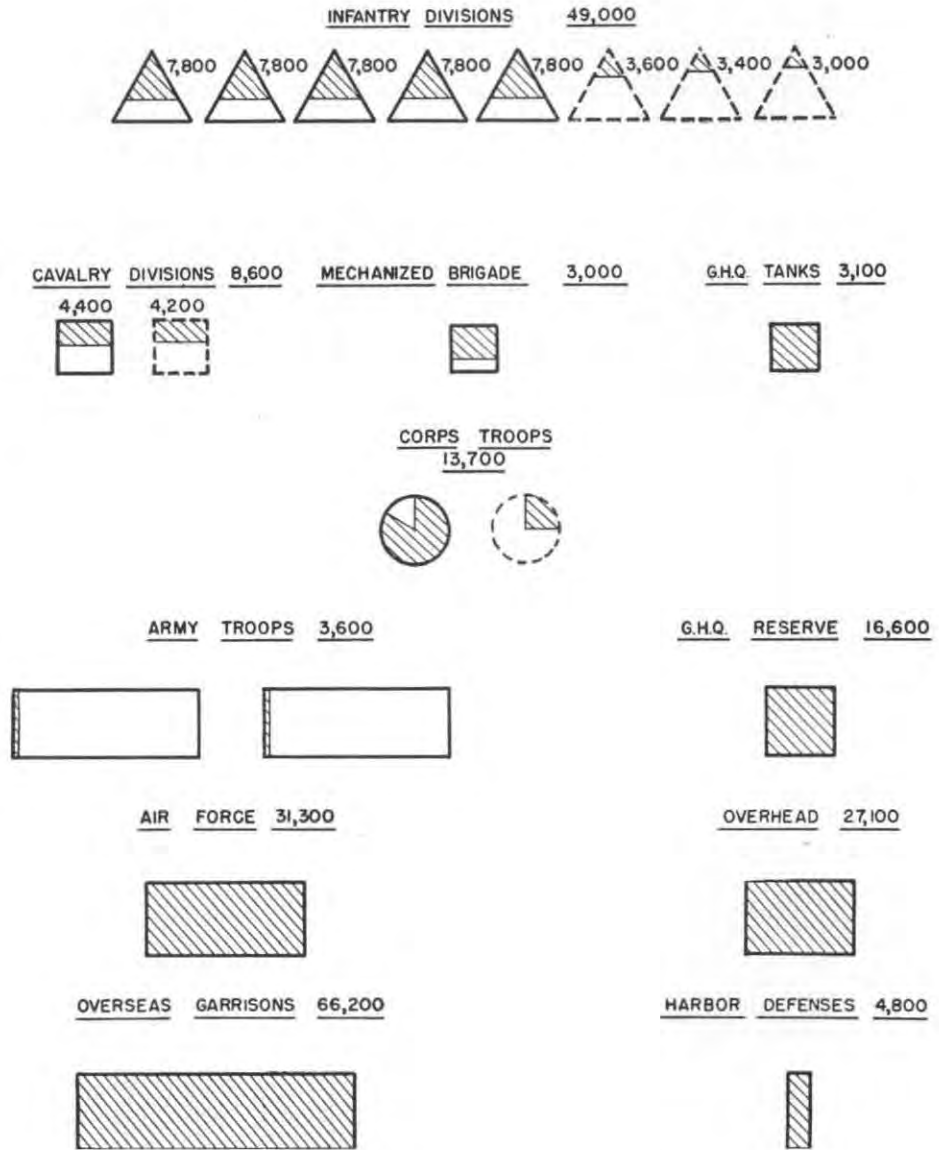 INFANTRY DIVISIONS 49,000
7,800 7,800 7,800 7,800 7,800 3,600 3,400 3,000
CAVALRY DIVISIONS 8,600
4,400 4,200
MECHANIZED BRIGADE 3,000
G.H.Q. TANKS 3,100
CORPS TROOPS
13,700
ARMY TROOPS 3,600
G.H.Q. RESERVE 16,600
AIR FORCE 31,300
OVERHEAD 27,100
OVERSEAS GARRISONS 66,200
HARBOR DEFENSES 4,800